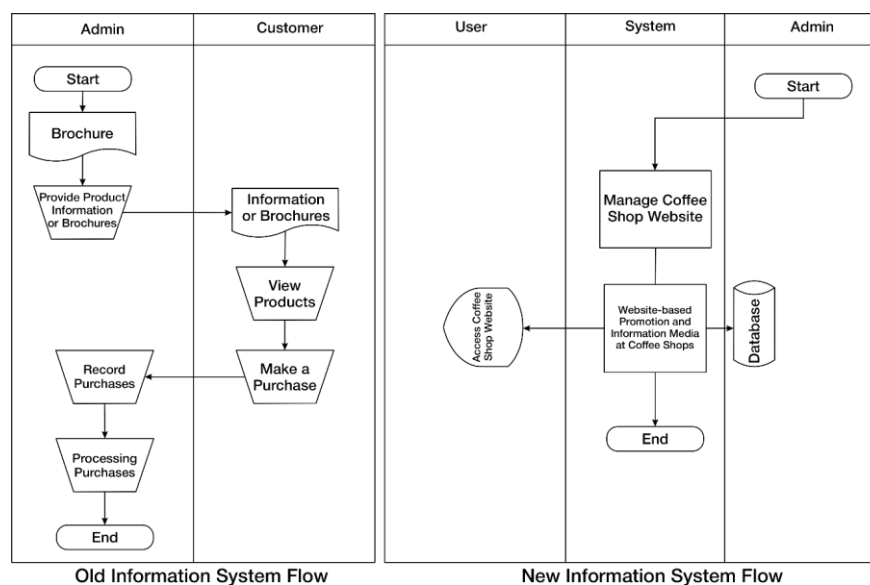 Admin
Customer
Start
Brochure
Provide Product
Information
or Brochures
Information
or Brochures
View
Products
Make a
Purchase
Record
Purchases
Processing
Purchases
End
Old Information System Flow
User
System
Admin
Start
Manage Coffee
Shop Website
Access Coffee
Shop Website
Website-based
Promotion and
Information Media
at Coffee Shops
Database
End
New Information System Flow